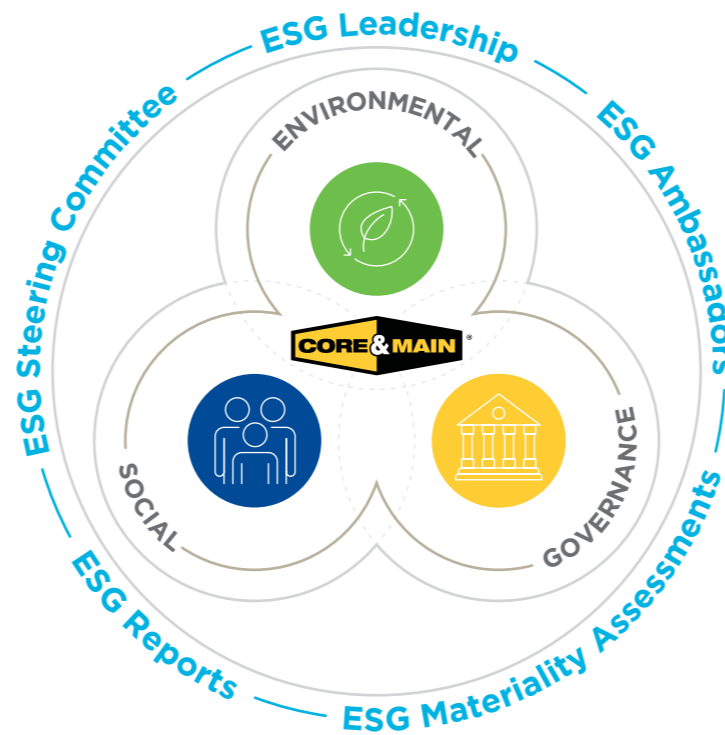 ESG Leadership
ESG Ambassadors
ESG Materiality Assessments
ESG Reports
ESG Steering Committee
ENVIRONMENTAL
CORE & MAIN®
SOCIAL
GOVERNANCE